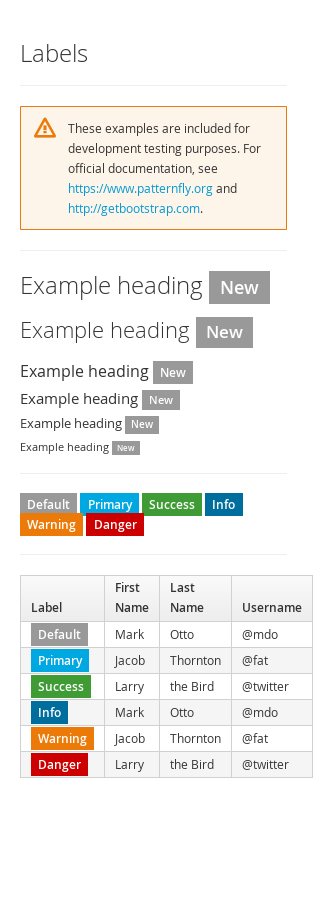 Labels
These examples are included for
development testing purposes. For
official documentation, see
https://www.patternfly.org and
http://getbootstrap.com.
Example heading New
Example heading New
Example heading New
Example heading New
Example heading New
Example heading New
Default Primary Success Info
Warning Danger
Label First Name Last Name Username
Default Mark Otto @mdo
Primary Jacob Thornton @fat
Success Larry the Bird @twitter
Info Mark Otto @mdo
Warning Jacob Thornton @fat
Danger Larry the Bird @twitter